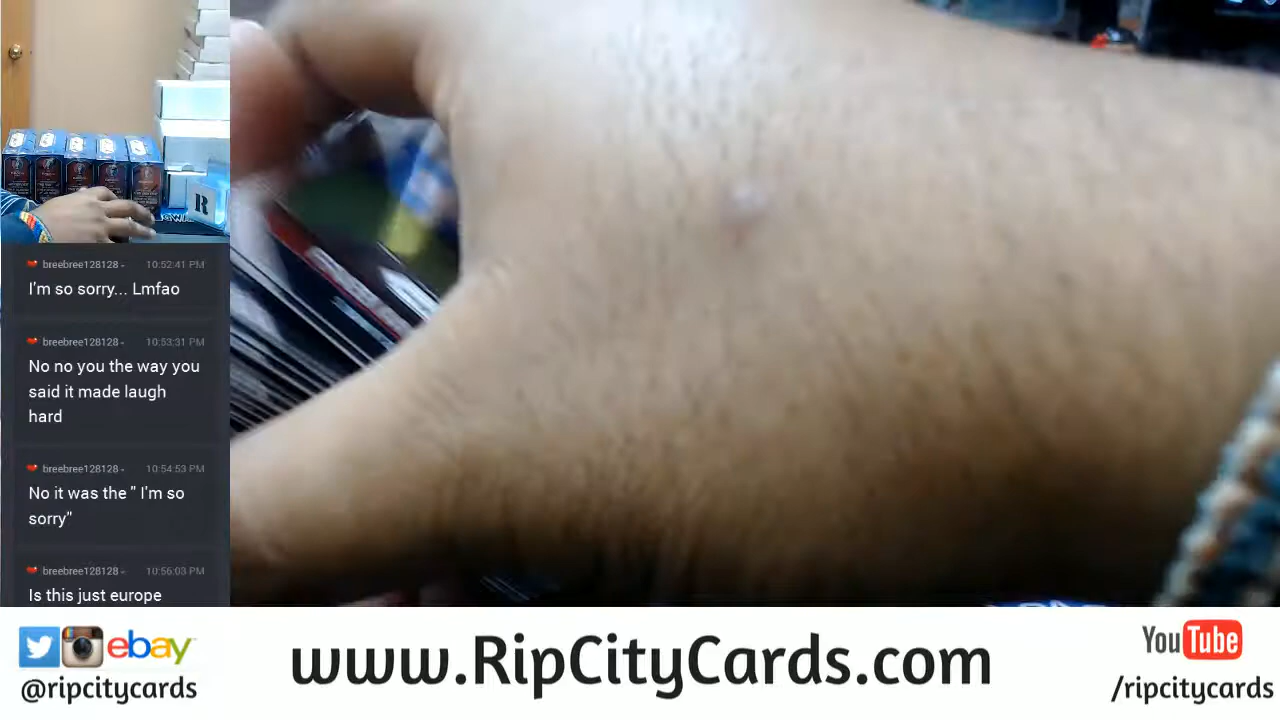 breebree128128 - 10:52:41 PM
I'm so sorry... Lmfao
breebree128128 - 10:53:31 PM
No no you the way you
said it made laugh
hard
breebree128128 - 10:54:53 PM
No it was the " I'm so
sorry"
breebree128128 - 10:56:03 PM
Is this just europe
R
ebay
@ripcitycards
www.RipCityCards.com
YouTube
/ripcitycards